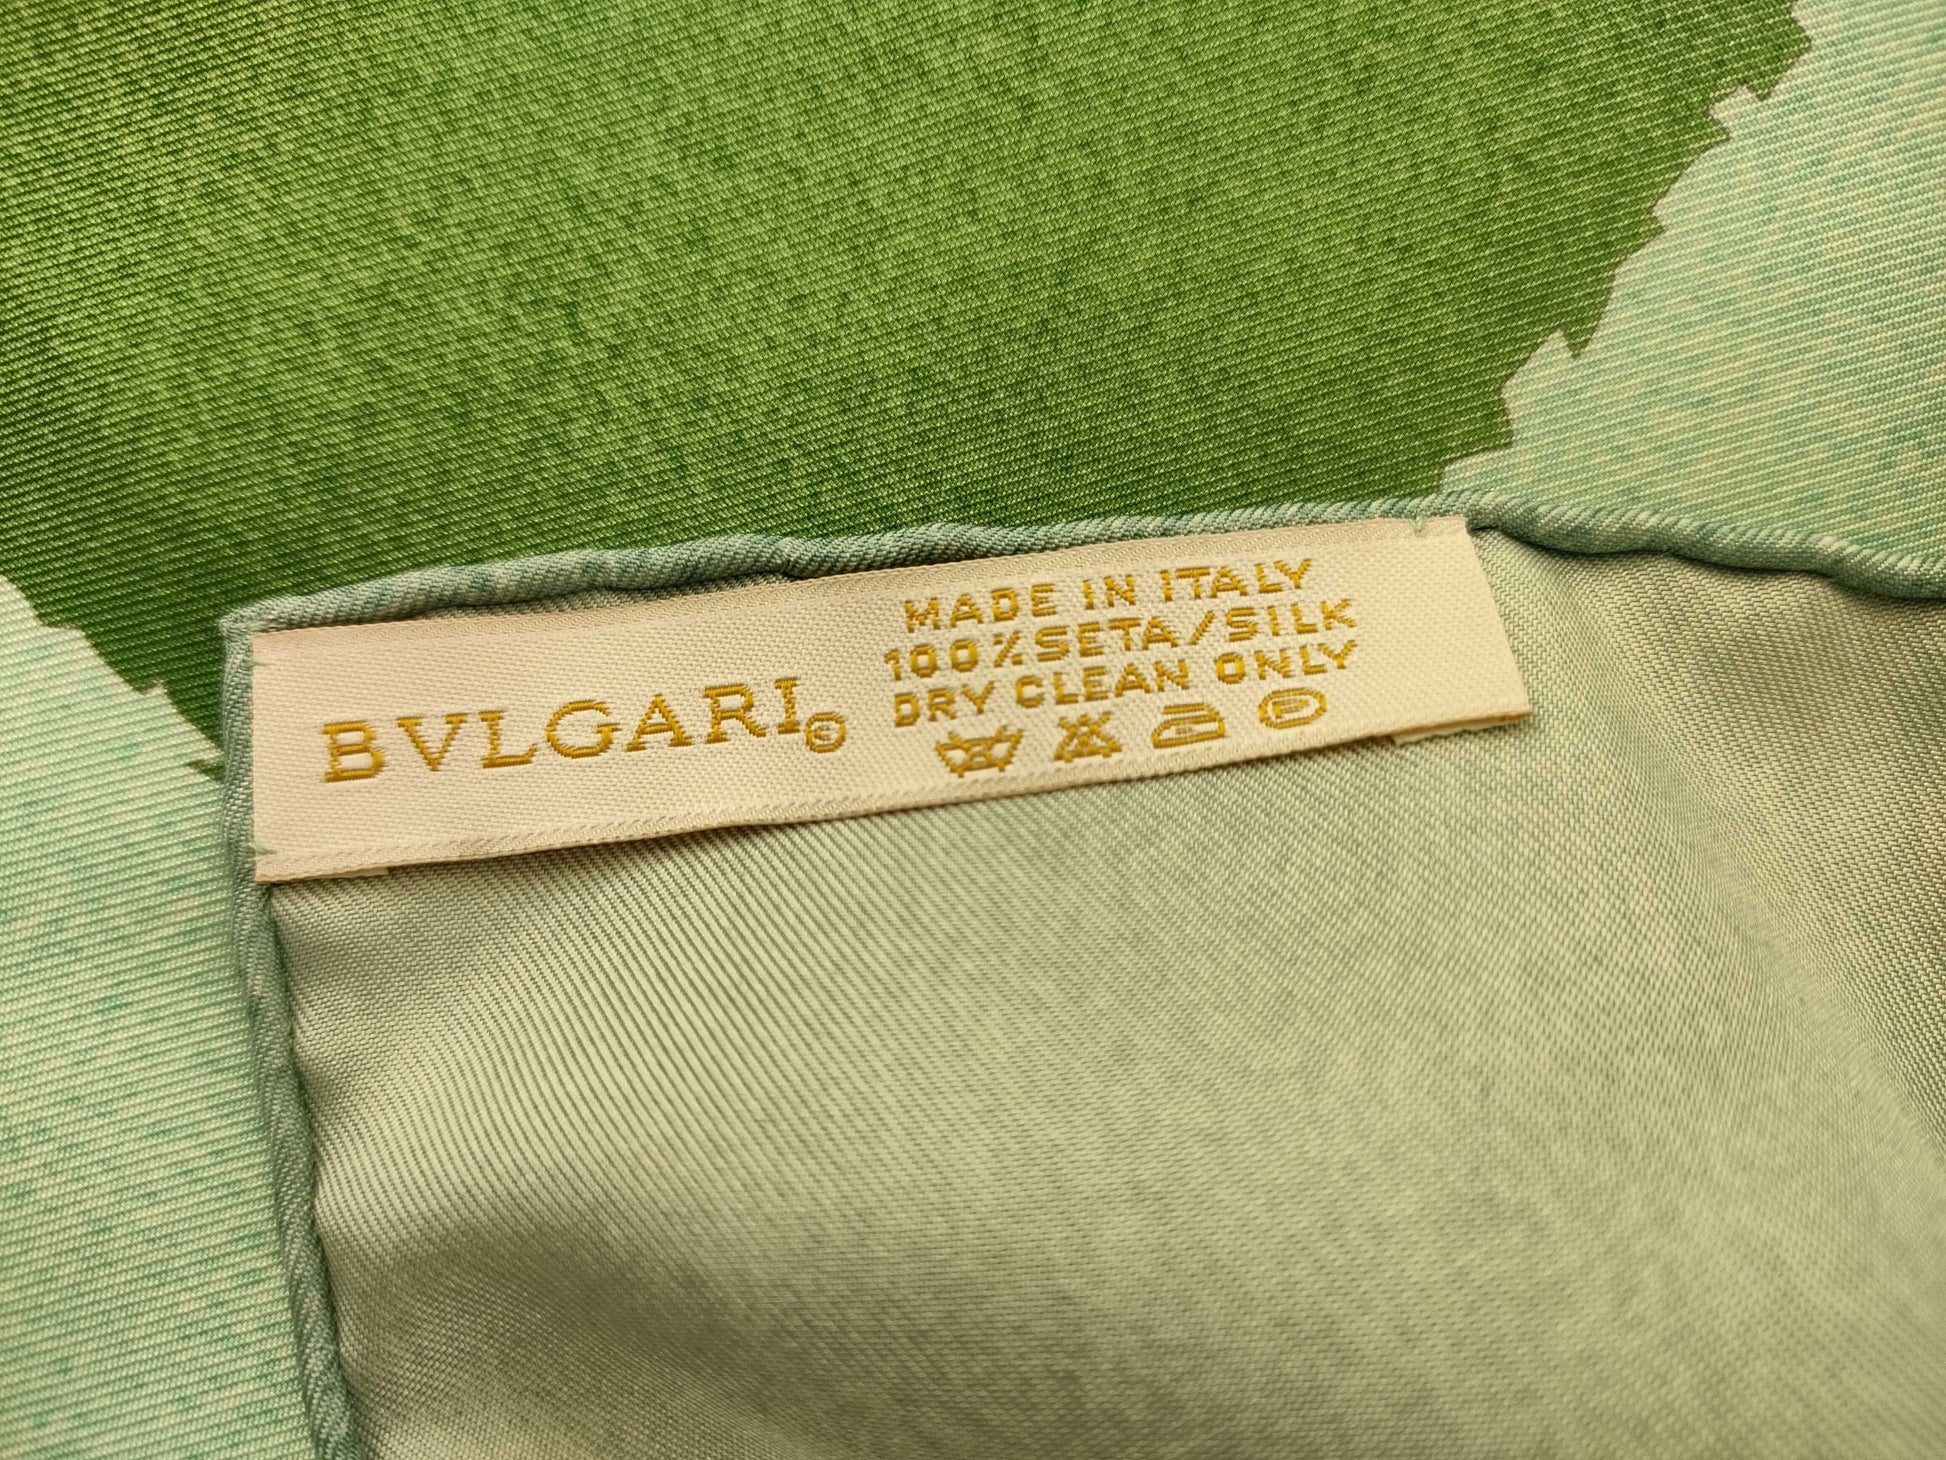 BVLGARI©
MADE IN ITALY
100% SETA/SILK
DRY CLEAN ONLY